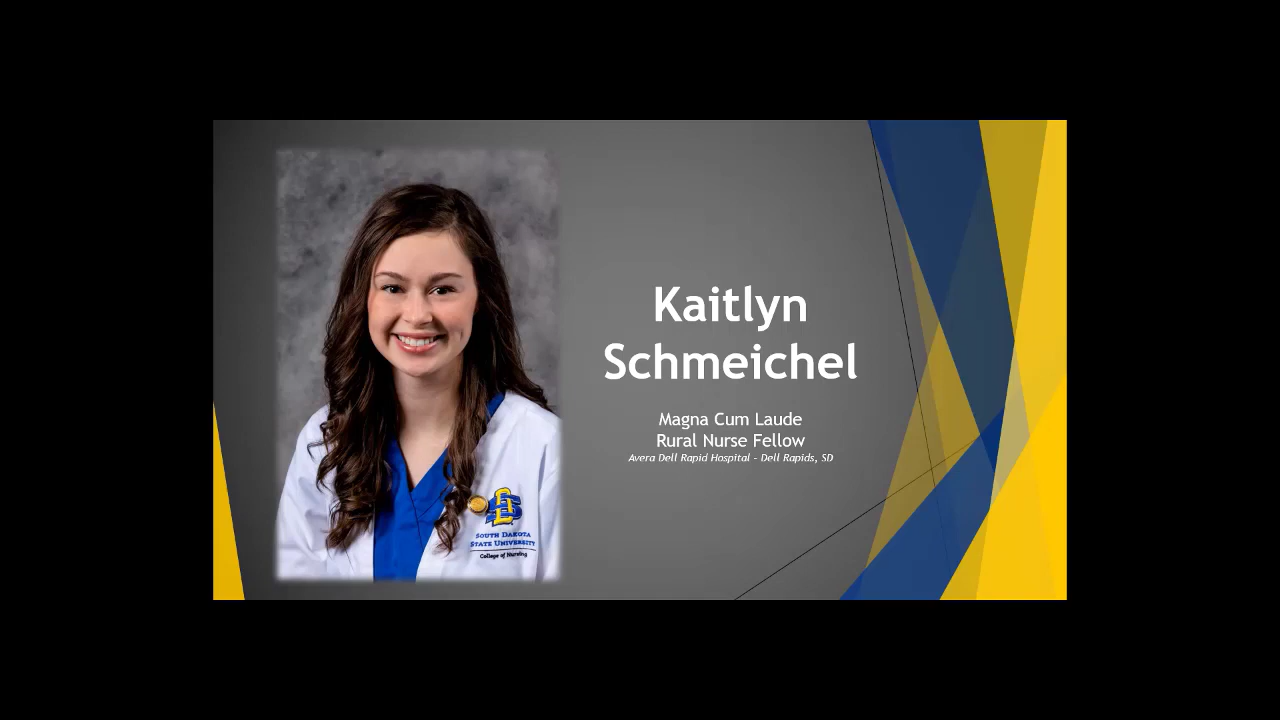 Kaitlyn
Schmeichel
Magna Cum Laude
Rural Nurse Fellow
Avera Dell Rapid Hospital - Dell Rapids, SD
SOUTH DAKOTA
STATE UNIVERSITY
College of Nursing